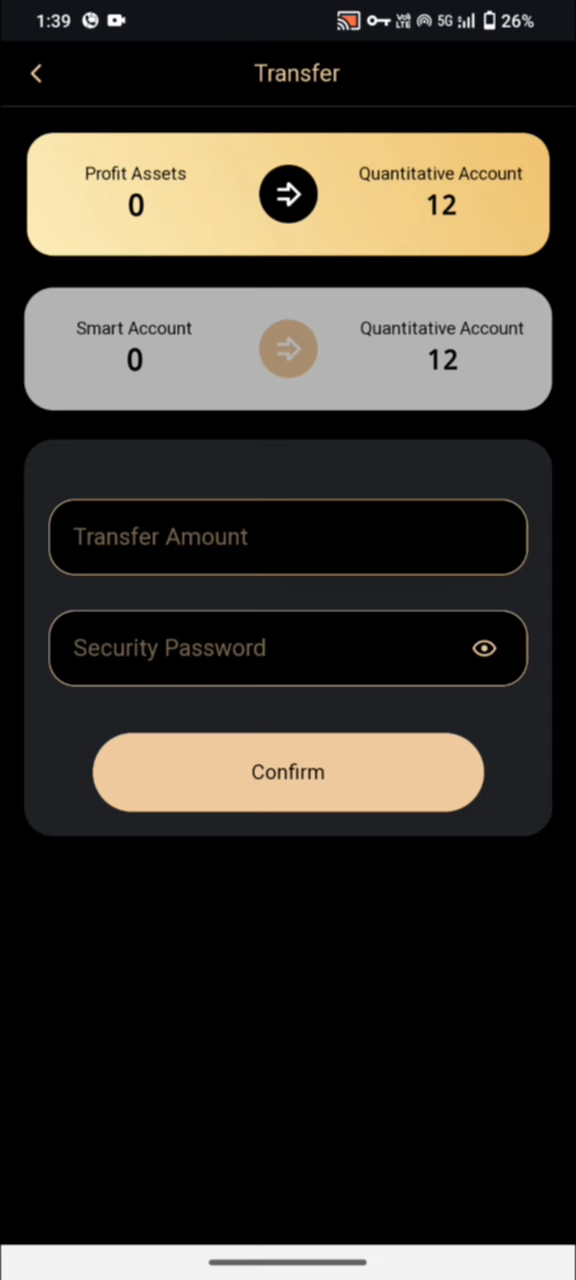 1:39 5G 26%
Transfer
Profit Assets Quantitative Account
0 12
Smart Account Quantitative Account
0 12
Transfer Amount
Security Password
Confirm